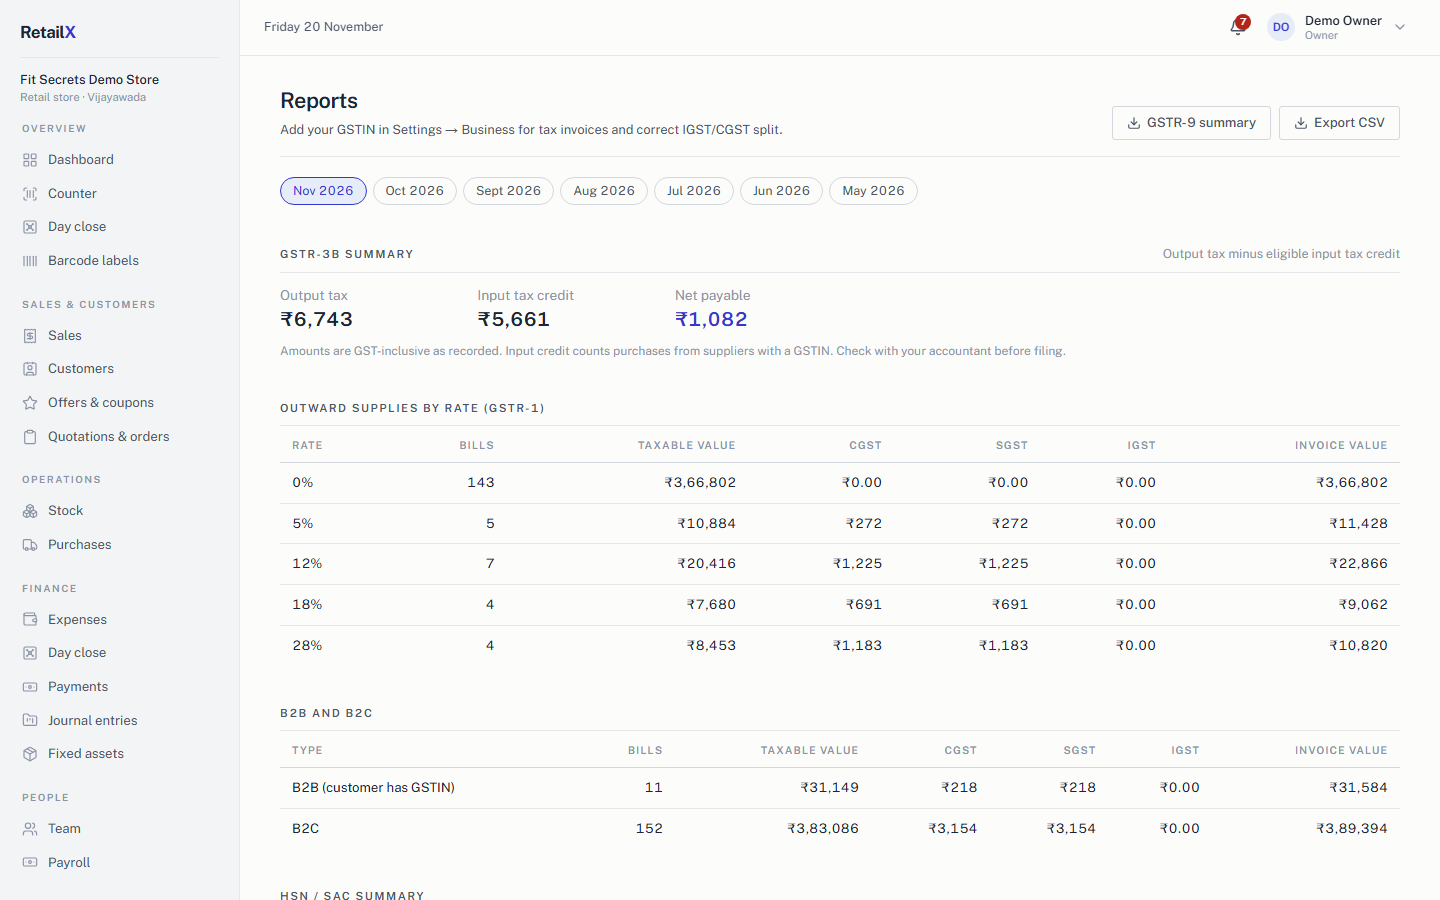 RetailX
Fit Secrets Demo Store
Retail store · Vijayawada
OVERVIEW
Dashboard
Counter
Day close
Barcode labels
SALES & CUSTOMERS
Sales
Customers
Offers & coupons
Quotations & orders
OPERATIONS
Stock
Purchases
FINANCE
Expenses
Day close
Payments
Journal entries
Fixed assets
PEOPLE
Team
Payroll
Friday 20 November
7
DO
Demo Owner
Owner
Reports
Add your GSTIN in Settings → Business for tax invoices and correct IGST/CGST split.
GSTR-9 summary
Export CSV
Nov 2026 Oct 2026 Sept 2026 Aug 2026 Jul 2026 Jun 2026 May 2026
GSTR-3B SUMMARY
Output tax minus eligible input tax credit
Output tax Input tax credit Net payable
₹6,743 ₹5,661 ₹1,082
Amounts are GST-inclusive as recorded. Input credit counts purchases from suppliers with a GSTIN. Check with your accountant before filing.
OUTWARD SUPPLIES BY RATE (GSTR-1)
RATE BILLS TAXABLE VALUE CGST SGST IGST INVOICE VALUE
0% 143 ₹3,66,802 ₹0.00 ₹0.00 ₹0.00 ₹3,66,802
5% 5 ₹10,884 ₹272 ₹272 ₹0.00 ₹11,428
12% 7 ₹20,416 ₹1,225 ₹1,225 ₹0.00 ₹22,866
18% 4 ₹7,680 ₹691 ₹691 ₹0.00 ₹9,062
28% 4 ₹8,453 ₹1,183 ₹1,183 ₹0.00 ₹10,820
B2B AND B2C
TYPE BILLS TAXABLE VALUE CGST SGST IGST INVOICE VALUE
B2B (customer has GSTIN) 11 ₹31,149 ₹218 ₹218 ₹0.00 ₹31,584
B2C 152 ₹3,83,086 ₹3,154 ₹3,154 ₹0.00 ₹3,89,394
HSN / SAC SUMMARY